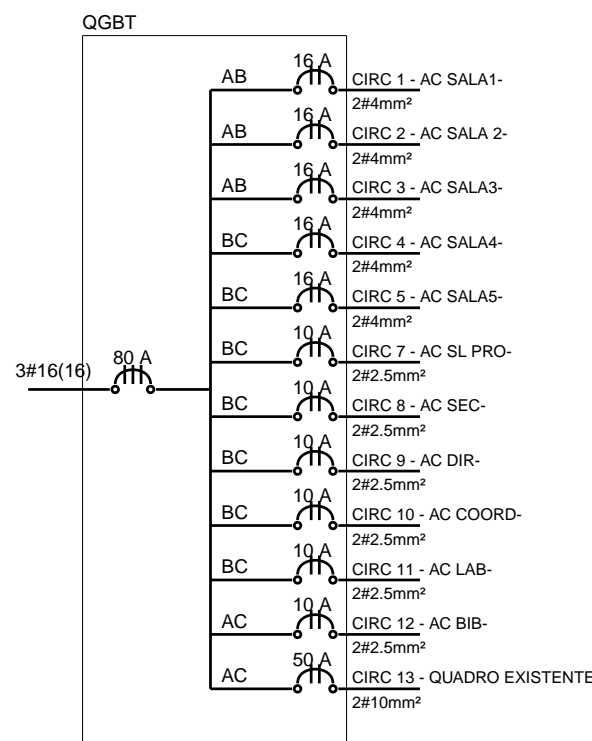 QGBT
16 A
AB CIRC 1 - AC SALA1-
2#4mm²
16 A
AB CIRC 2 - AC SALA 2-
2#4mm²
16 A
AB CIRC 3 - AC SALA3-
2#4mm²
16 A
BC CIRC 4 - AC SALA4-
2#4mm²
16 A
BC CIRC 5 - AC SALA5-
2#4mm²
10 A
BC CIRC 7 - AC SL PRO-
2#2.5mm²
3#16(16) 80 A
10 A
BC CIRC 8 - AC SEC-
2#2.5mm²
10 A
BC CIRC 9 - AC DIR-
2#2.5mm²
10 A
BC CIRC 10 - AC COORD-
2#2.5mm²
10 A
BC CIRC 11 - AC LAB-
2#2.5mm²
10 A
AC CIRC 12 - AC BIB-
2#2.5mm²
50 A
AC CIRC 13 - QUADRO EXISTENTE
2#10mm²